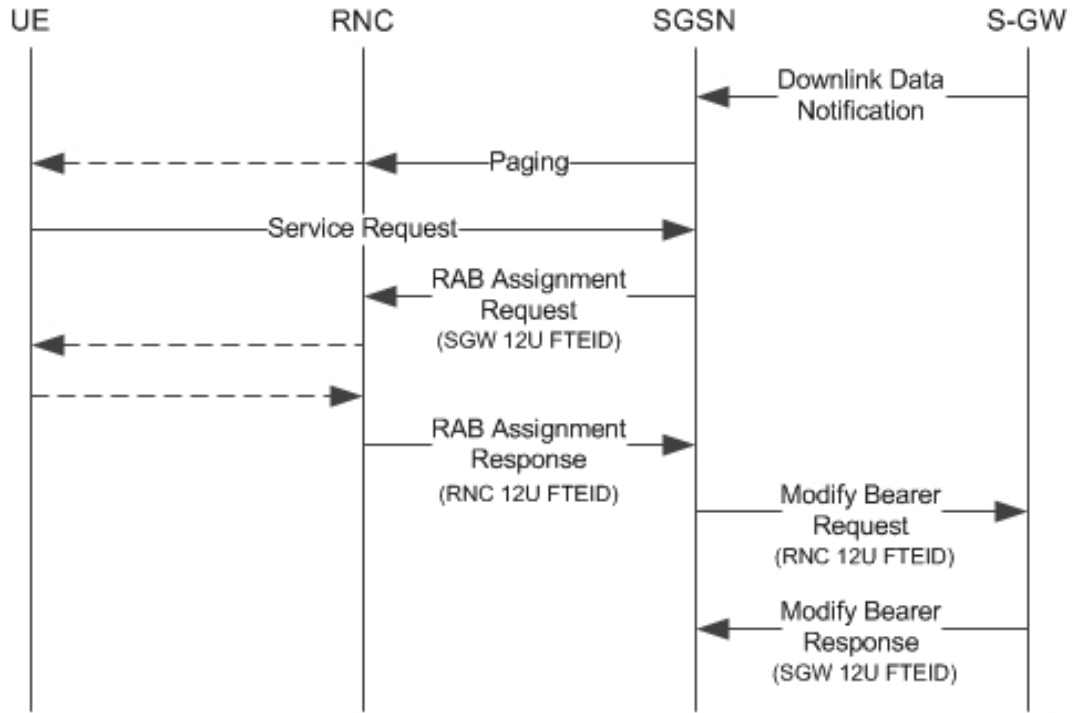 UE RNC SGSN S-GW
Downlink Data
Notification
Paging
Service Request
RAB Assignment
Request
(SGW 12U FTEID)
RAB Assignment
Response
(RNC 12U FTEID)
Modify Bearer
Request
(RNC 12U FTEID)
Modify Bearer
Response
(SGW 12U FTEID)